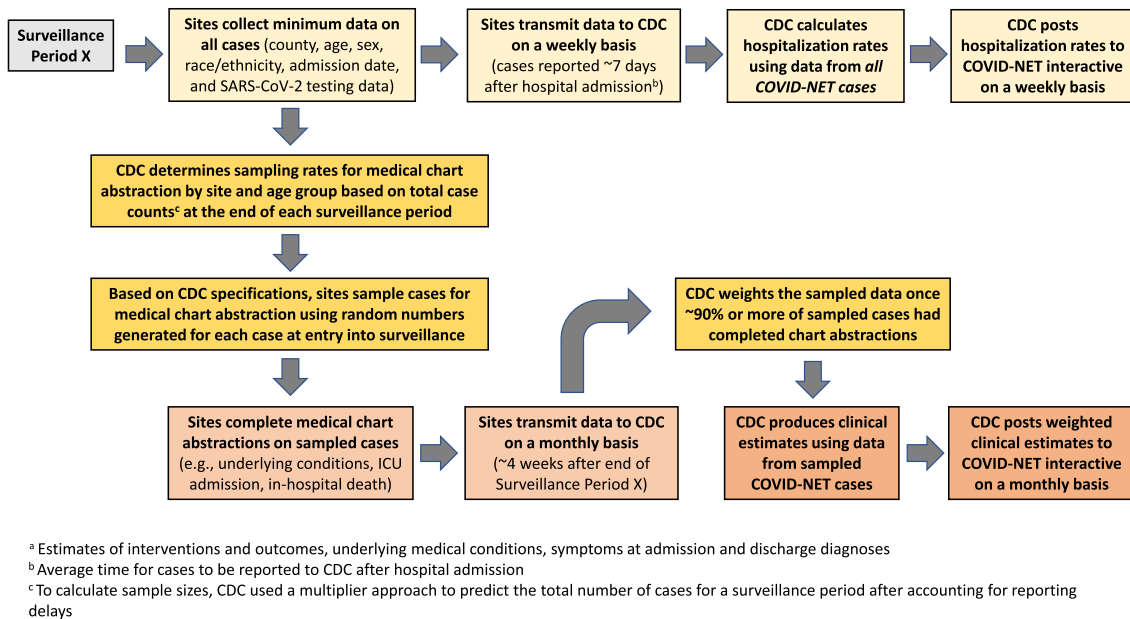 Surveillance
Period X
Sites collect minimum data on
all cases (county, age, sex,
race/ethnicity, admission date,
and SARS-CoV-2 testing data)
Sites transmit data to CDC
on a weekly basis
(cases reported ~7 days
after hospital admissionᵇ)
CDC calculates
hospitalization rates
using data from all
COVID-NET cases
CDC posts
hospitalization rates to
COVID-NET interactive
on a weekly basis
CDC determines sampling rates for medical chart
abstraction by site and age group based on total case
countsᶜ at the end of each surveillance period
Based on CDC specifications, sites sample cases for
medical chart abstraction using random numbers
generated for each case at entry into surveillance
CDC weights the sampled data once
~90% or more of sampled cases had
completed chart abstractions
Sites complete medical chart
abstractions on sampled cases
(e.g., underlying conditions, ICU
admission, in-hospital death)
Sites transmit data to CDC
on a monthly basis
(~4 weeks after end of
Surveillance Period X)
CDC produces clinical
estimates using data
from sampled
COVID-NET cases
CDC posts weighted
clinical estimates to
COVID-NET interactive
on a monthly basis
ᵃ Estimates of interventions and outcomes, underlying medical conditions, symptoms at admission and discharge diagnoses
ᵇ Average time for cases to be reported to CDC after hospital admission
ᶜ To calculate sample sizes, CDC used a multiplier approach to predict the total number of cases for a surveillance period after accounting for reporting
delays